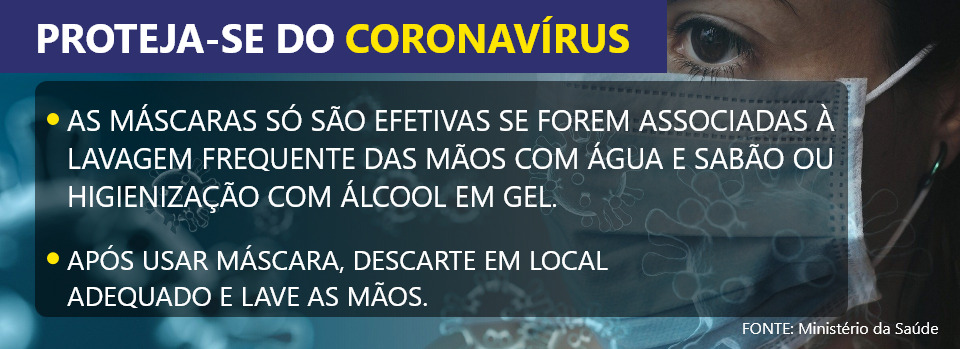 PROTEJA-SE DO CORONAVÍRUS
• AS MÁSCARAS SÓ SÃO EFETIVAS SE FOREM ASSOCIADAS À
LAVAGEM FREQUENTE DAS MÃOS COM ÁGUA E SABÃO OU
HIGIENIZAÇÃO COM ÁLCOOL EM GEL.
• APÓS USAR MÁSCARA, DESCARTE EM LOCAL
ADEQUADO E LAVE AS MÃOS.
FONTE: Ministério da Saúde